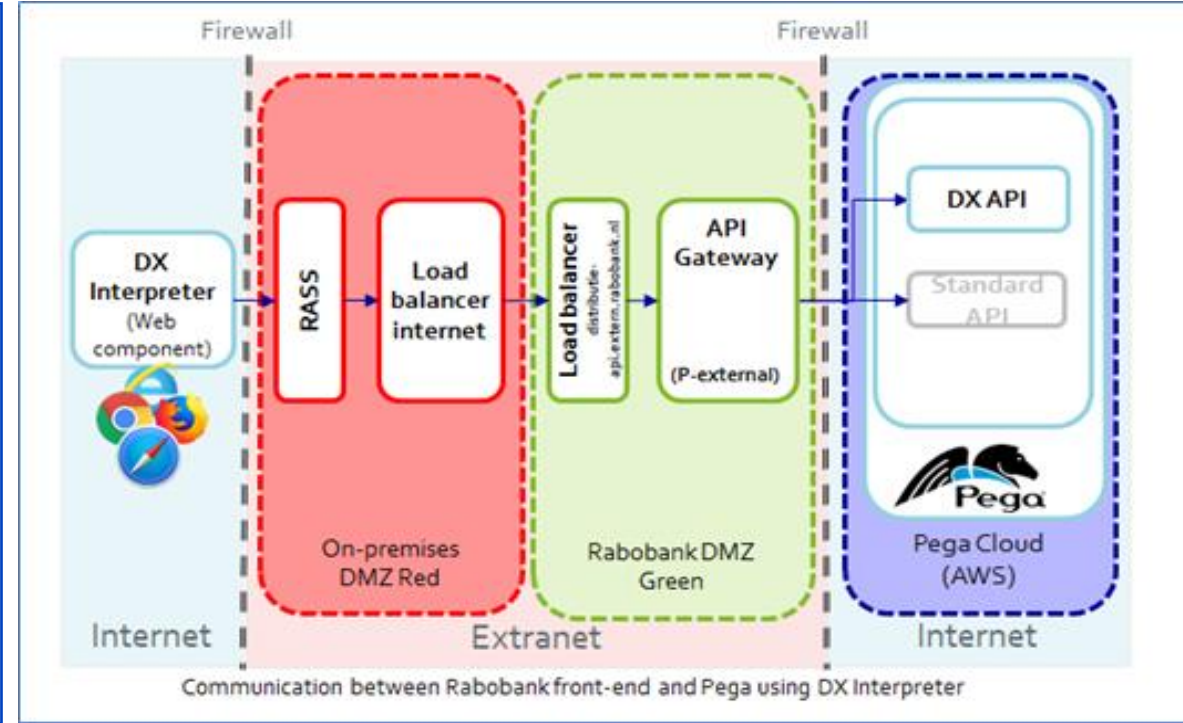 Firewall
Firewall
DX
Interpreter
(Web
component)
RASS
Load
balancer
internet
Load balancer
distributie-
api.extern.rabobank.nl
API
Gateway
(P-external)
DX API
Standard
API
PEGA
On-premises
DMZ Red
Rabobank DMZ
Green
Pega Cloud
(AWS)
Internet
Extranet
Internet
Communication between Rabobank front-end and Pega using DX Interpreter